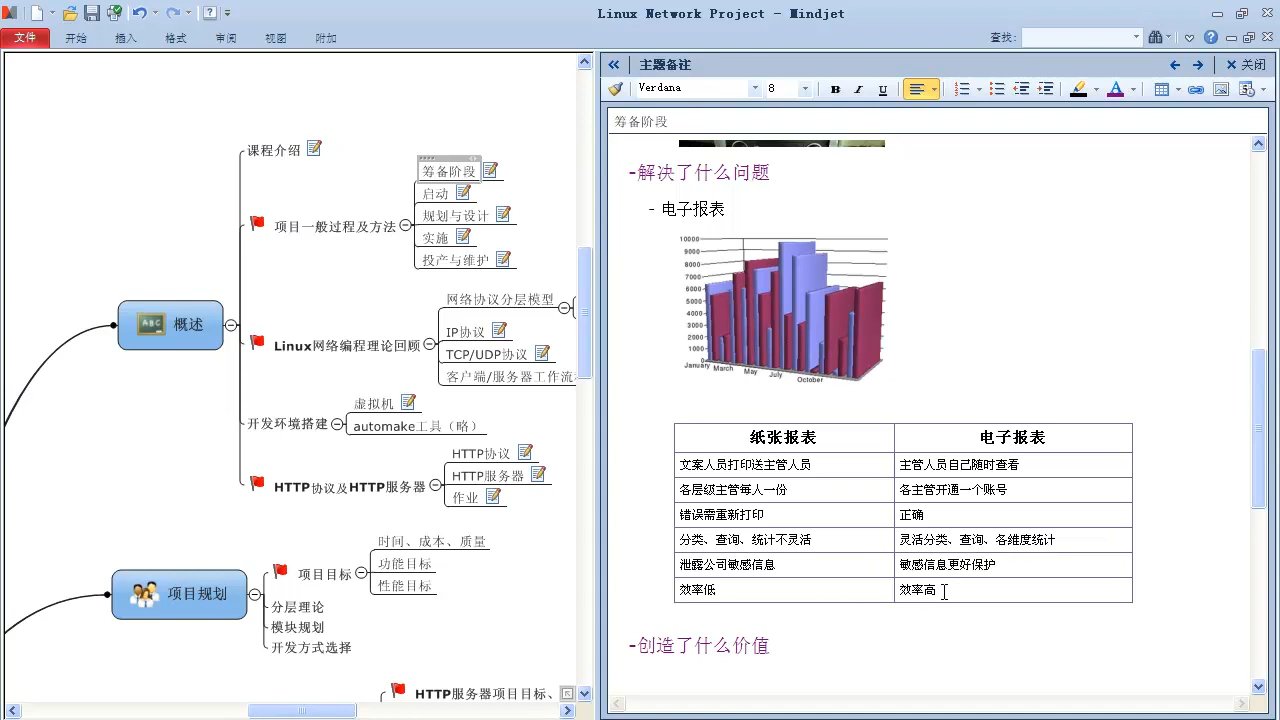 Linux Network Project - Mindjet
文件 开始 插入 格式 审阅 视图 附加
查找:
主题备注 关闭
Verdana 8
筹备阶段
课程介绍
筹备阶段
启动
项目一般过程及方法
规划与设计
实施
投产与维护
网络协议分层模型
概述
IP协议
Linux网络编程理论回顾
TCP/UDP协议
客户端/服务器工作流
虚拟机
开发环境搭建
automake工具（略）
HTTP协议
HTTP服务器
HTTP协议及HTTP服务器
作业
时间、成本、质量
功能目标
项目目标
性能目标
项目规划
分层理论
模块规划
开发方式选择
HTTP服务器项目目标、
-解决了什么问题
- 电子报表
10000
9000
8000
7000
6000
5000
4000
3000
2000
1000
0
January March May July October
纸张报表 电子报表
文案人员打印送主管人员 主管人员自己随时查看
各层级主管每人一份 各主管开通一个账号
错误需重新打印 正确
分类、查询、统计不灵活 灵活分类、查询、各维度统计
泄露公司敏感信息 敏感信息更好保护
效率低 效率高
-创造了什么价值